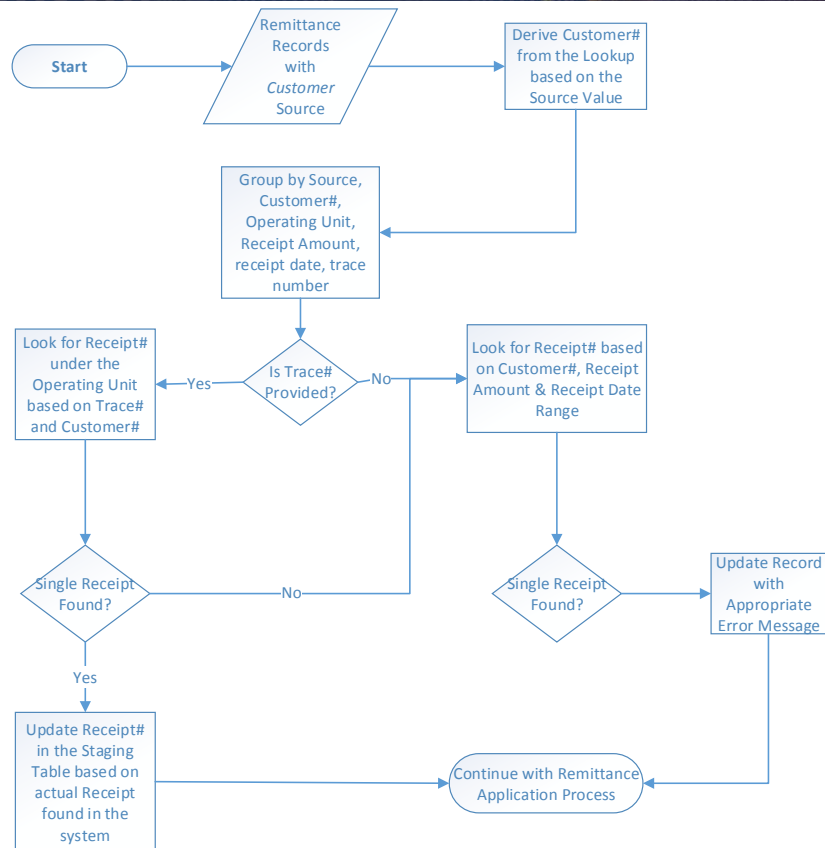 Start
Remittance
Records
with
Customer
Source
Derive Customer#
from the Lookup
based on the
Source Value
Group by Source,
Customer#,
Operating Unit,
Receipt Amount,
receipt date, trace
number
Look for Receipt#
under the
Operating Unit
based on Trace#
and Customer#
Yes
Is Trace#
Provided?
No
Look for Receipt# based
on Customer#, Receipt
Amount & Receipt Date
Range
Single Receipt
Found?
No
Single Receipt
Found?
Update Record
with
Appropriate
Error Message
Yes
Update Receipt#
in the Staging
Table based on
actual Receipt
found in the
system
Continue with Remittance
Application Process